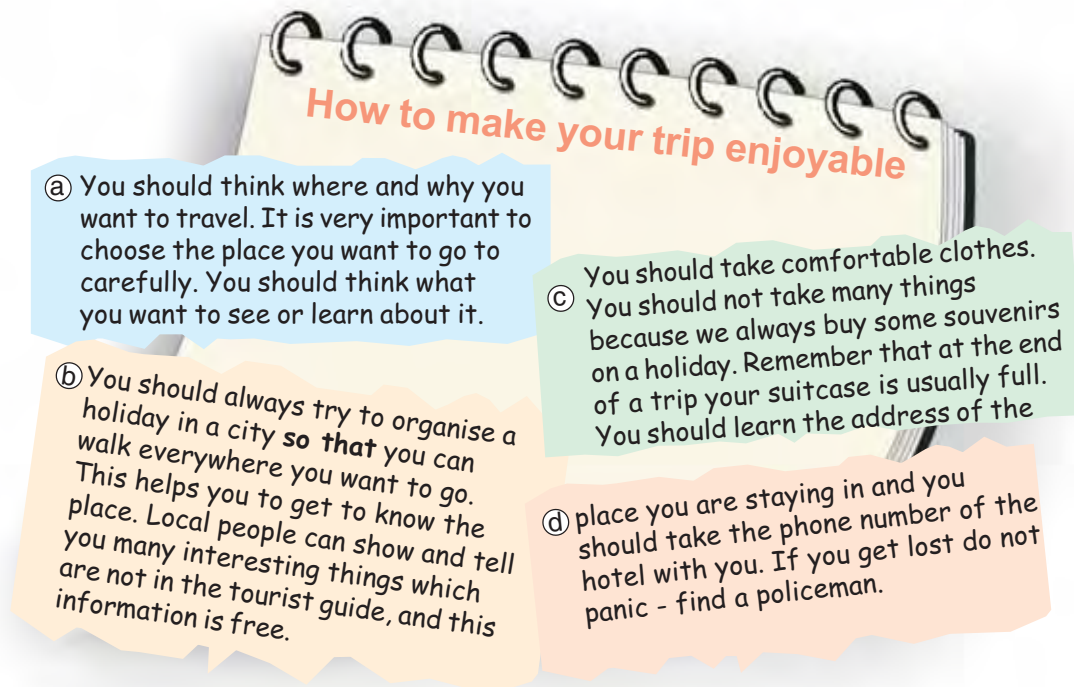 How to make your trip enjoyable
ⓐ You should think where and why you
want to travel. It is very important to
choose the place you want to go to
carefully. You should think what
you want to see or learn about it.
ⓑ You should always try to organise a
holiday in a city so that you can
walk everywhere you want to go.
This helps you to get to know the
place. Local people can show and tell
you many interesting things which
are not in the tourist guide, and this
information is free.
ⓒ You should take comfortable clothes.
You should not take many things
because we always buy some souvenirs
on a holiday. Remember that at the end
of a trip your suitcase is usually full.
You should learn the address of the
ⓓ place you are staying in and you
should take the phone number of the
hotel with you. If you get lost do not
panic - find a policeman.